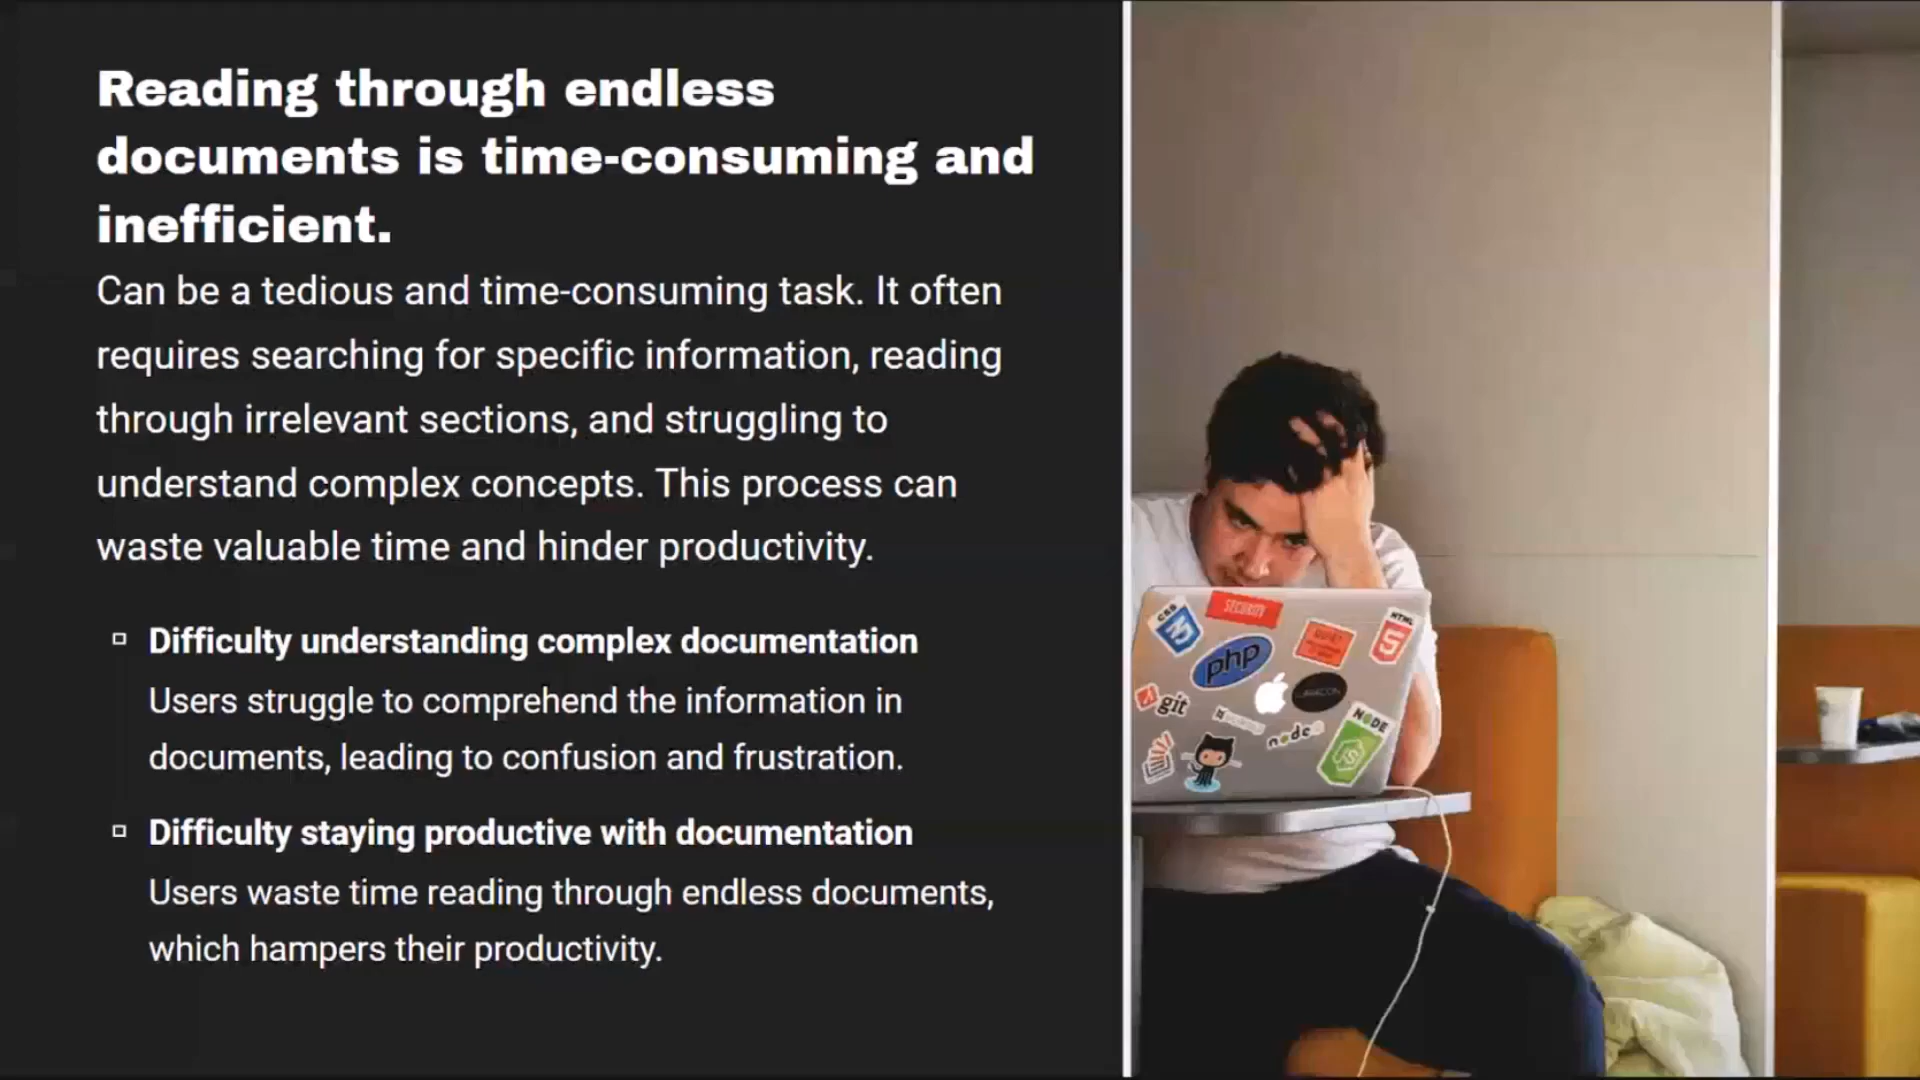 Reading through endless
documents is time-consuming and
inefficient.
Can be a tedious and time-consuming task. It often
requires searching for specific information, reading
through irrelevant sections, and struggling to
understand complex concepts. This process can
waste valuable time and hinder productivity.
Difficulty understanding complex documentation
Users struggle to comprehend the information in
documents, leading to confusion and frustration.
Difficulty staying productive with documentation
Users waste time reading through endless documents,
which hampers their productivity.
CSS
SECURITY
HTML
5
php
git
node
NODE
JS